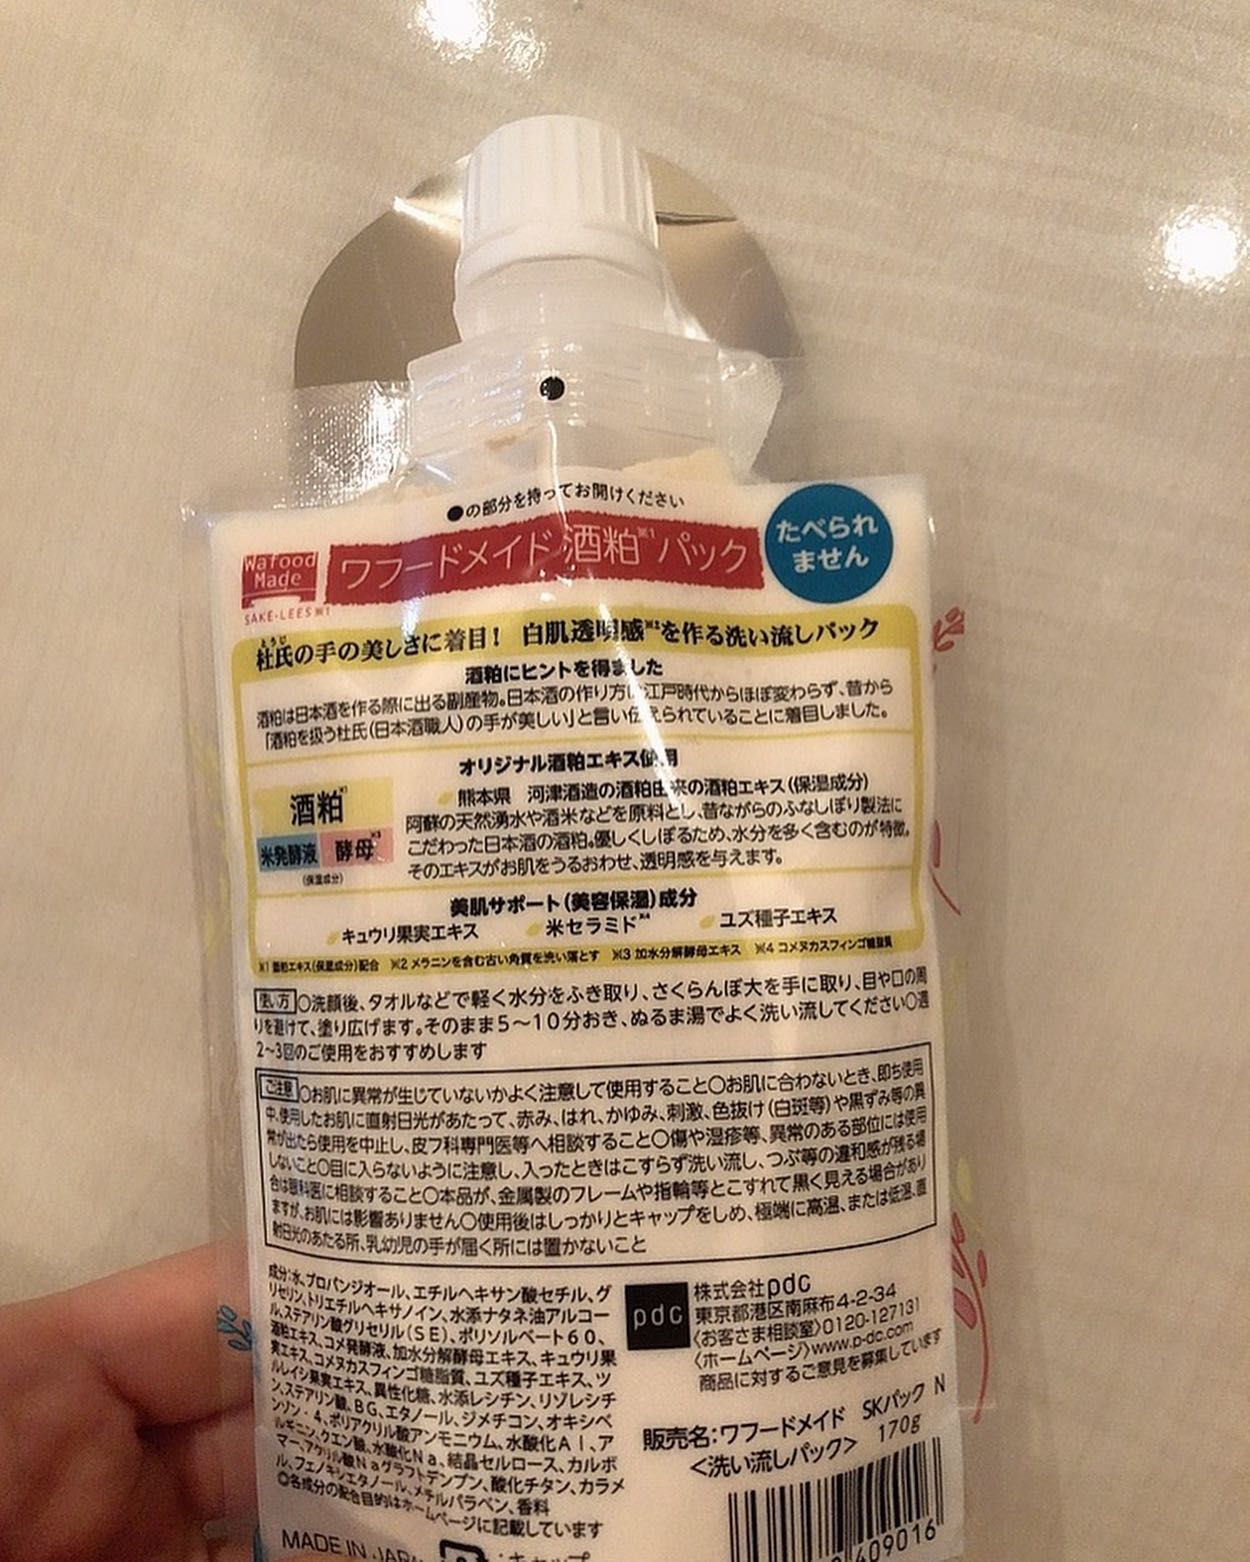 ●の部分を持ってお開けください
Wafood
Made
SAKE-LEES※1
ワフードメイド 酒粕※1パック
たべられ
ません
とうじ
杜氏の手の美しさに着目! 白肌透明感※2を作る洗い流しパック
酒粕にヒントを得ました
酒粕は日本酒を作る際に出る副産物。日本酒の作り方は江戸時代からほぼ変わらず、昔から
「酒粕を扱う杜氏(日本酒職人)の手が美しい」と言い伝えられていることに着目しました。
オリジナル酒粕エキス使用
酒粕※1
米発酵液 酵母※3
(保湿成分)
熊本県 河津酒造の酒粕由来の酒粕エキス(保湿成分)
阿蘇の天然湧水や酒米などを原料とし、昔ながらのふなしぼり製法に
こだわった日本酒の酒粕。優しくしぼるため、水分を多く含むのが特徴。
そのエキスがお肌をうるおわせ、透明感を与えます。
美肌サポート(美容保湿)成分
キュウリ果実エキス 米セラミド※4 ユズ種子エキス
※1 酒粕エキス(保湿成分)配合 ※2 メラニンを含む古い角質を洗い落とす ※3 加水分解酵母エキス ※4 コメヌカスフィンゴ糖脂質
使い方 〇洗顔後、タオルなどで軽く水分をふき取り、さくらんぼ大を手に取り、目や口の周
りを避けて、塗り広げます。そのまま5～10分おき、ぬるま湯でよく洗い流してください〇週
2～3回のご使用をおすすめします
ご注意 〇お肌に異常が生じていないかよく注意して使用すること〇お肌に合わないとき、即ち使用
中、使用したお肌に直射日光があたって、赤み、はれ、かゆみ、刺激、色抜け(白斑等)や黒ずみ等の異
常が出たら使用を中止し、皮フ科専門医等へ相談すること〇傷や湿疹等、異常のある部位には使用
しないこと〇目に入らないように注意し、入ったときはこすらず洗い流し、つぶ等の違和感が残る場
合は眼科医に相談すること〇本品が、金属製のフレームや指輪等とこすれて黒く見える場合があり
ますが、お肌には影響ありません〇使用後はしっかりとキャップをしめ、極端に高温、または低温、直
射日光のあたる所、乳幼児の手が届く所には置かないこと
成分:水、プロパンジオール、エチルヘキサン酸セチル、グ
リセリン、トリエチルヘキサノイン、水添ナタネ油アルコー
ル、ステアリン酸グリセリル(SE)、ポリソルベート60、
酒粕エキス、コメ発酵液、加水分解酵母エキス、キュウリ果
実エキス、コメヌカスフィンゴ糖脂質、ユズ種子エキス、ツ
ルレイシ果実エキス、異性化糖、水添レシチン、リゾレシチ
ン、ステアリン酸、BG、エタノール、ジメチコン、オキシベ
ンゾン-4、ポリアクリル酸アンモニウム、水酸化Al、ア
ルギニン、クエン酸、水酸化Na、結晶セルロース、カルボ
マー、アクリル酸Naグラフトデンプン、酸化チタン、カラメ
ル、フェノキシエタノール、メチルパラベン、香料
◎各成分の配合目的はホームページに記載しています
pdc
株式会社pdc
東京都港区南麻布4-2-34
〈お客さま相談室〉0120-127131
〈ホームページ〉www.p-dc.com
商品に対するご意見を募集しています
販売名:ワフードメイド SKパック N
<洗い流しパック> 170g
409016
MADE IN JAPA
:キャップ